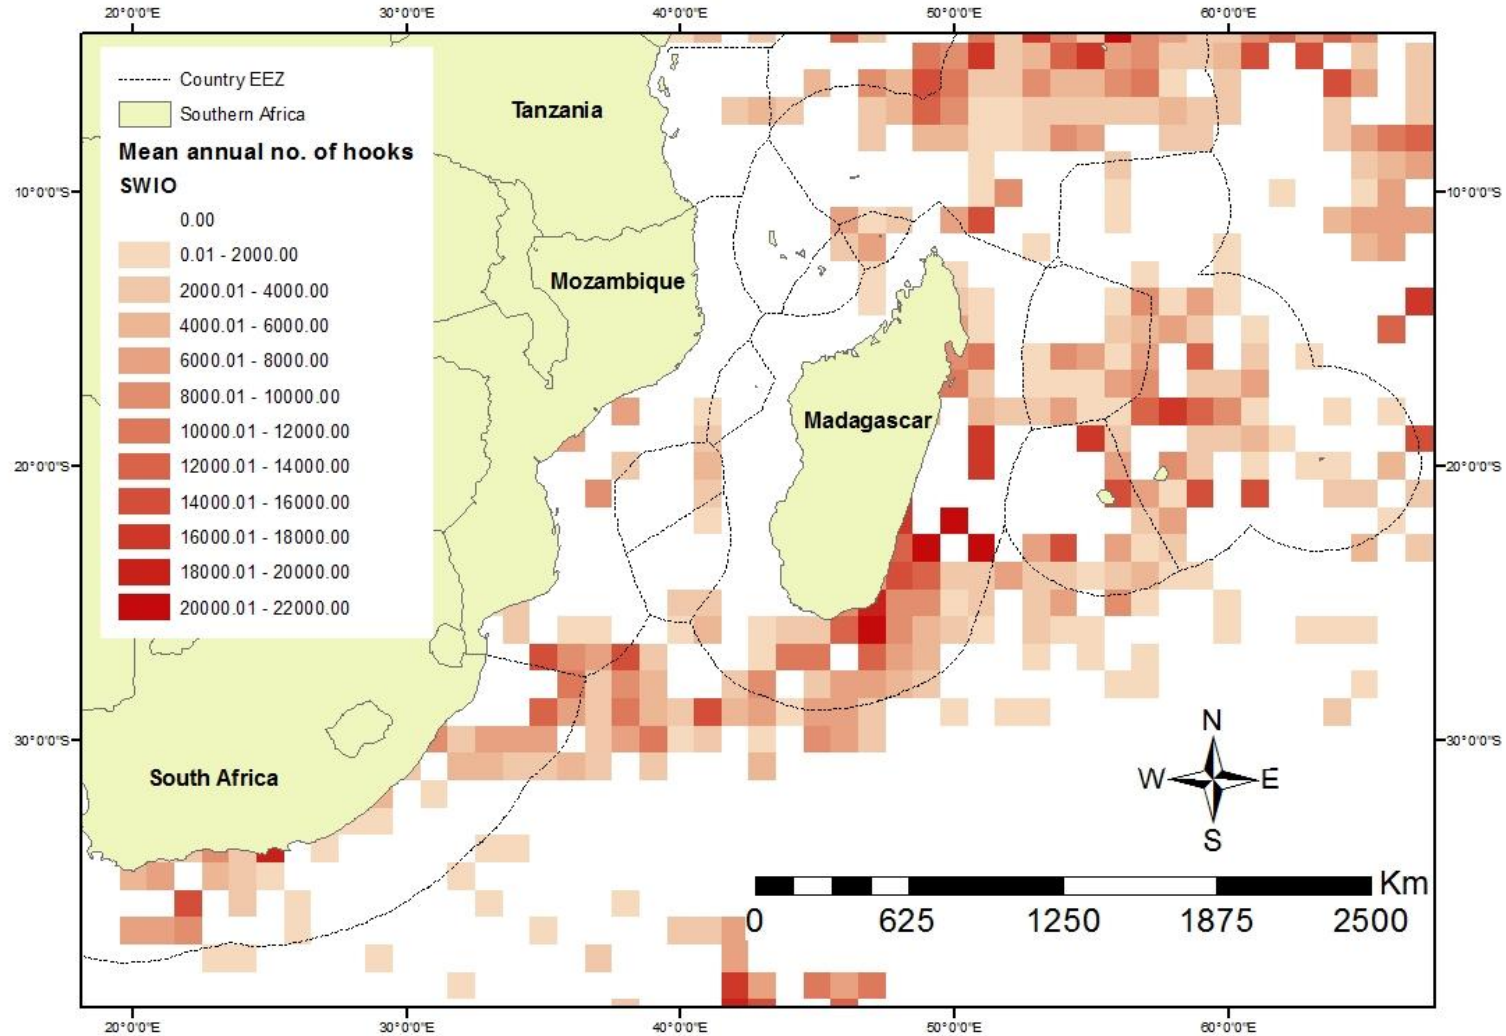 20°0'0"E 30°0'0"E 40°0'0"E 50°0'0"E 60°0'0"E
Country EEZ
Southern Africa
Mean annual no. of hooks
SWIO
0.00
0.01 - 2000.00
2000.01 - 4000.00
4000.01 - 6000.00
6000.01 - 8000.00
8000.01 - 10000.00
10000.01 - 12000.00
12000.01 - 14000.00
14000.01 - 16000.00
16000.01 - 18000.00
18000.01 - 20000.00
20000.01 - 22000.00
Tanzania
10°0'0"S 10°0'0"S
Mozambique
Madagascar
20°0'0"S 20°0'0"S
30°0'0"S 30°0'0"S
South Africa
N
W E
S
Km
0 625 1250 1875 2500
20°0'0"E 30°0'0"E 40°0'0"E 50°0'0"E 60°0'0"E